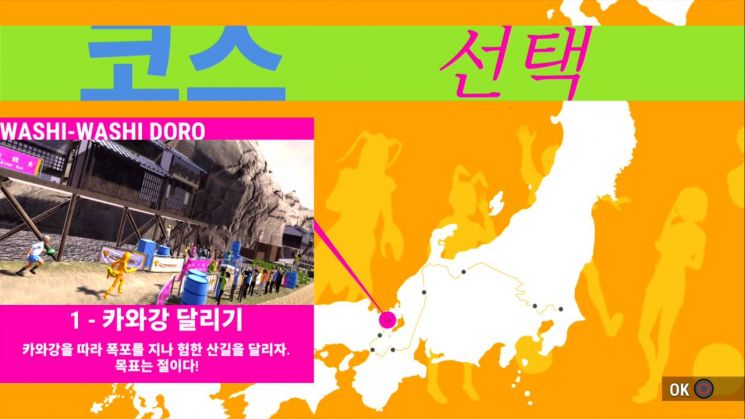 코스 선택
WASHI-WASHI DORO
1 - 카와강 달리기
카와강을 따라 폭포를 지나 험한 산길을 달리자.
목표는 절이다!
OK